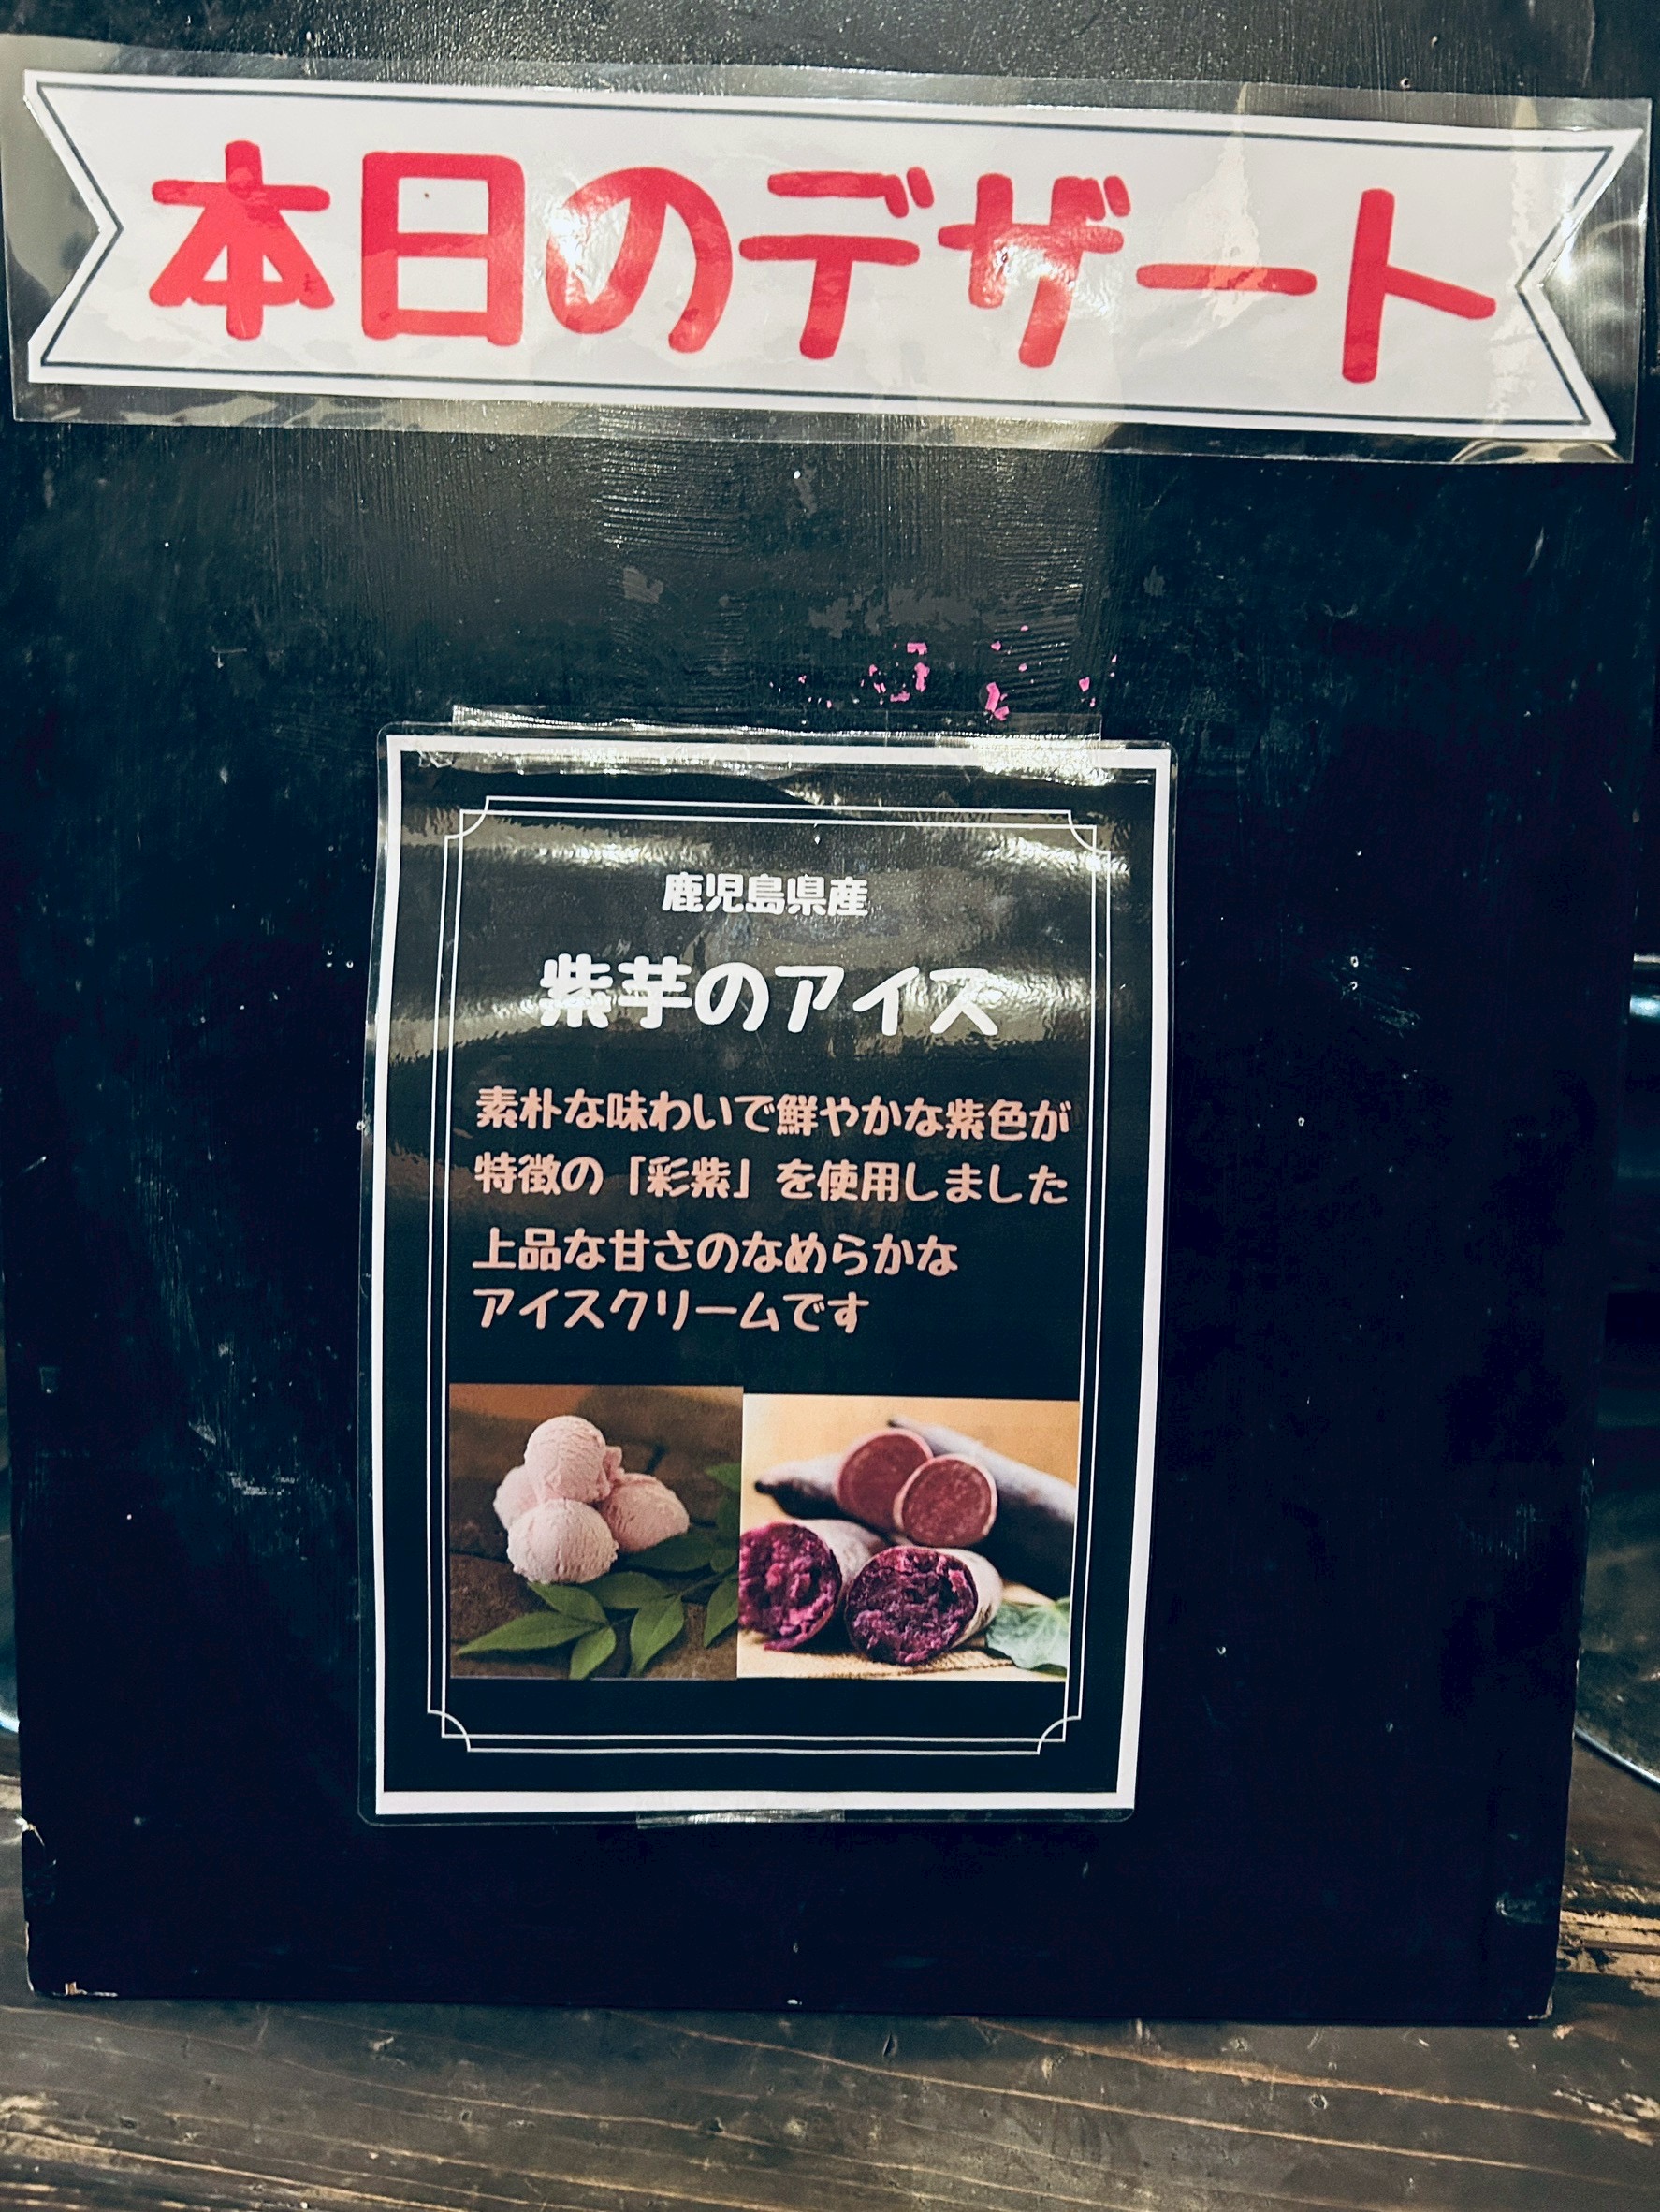 本日のデザート
鹿児島県産
紫芋のアイス
素朴な味わいで鮮やかな紫色が
特徴の「彩紫」を使用しました
上品な甘さのなめらかな
アイスクリームです